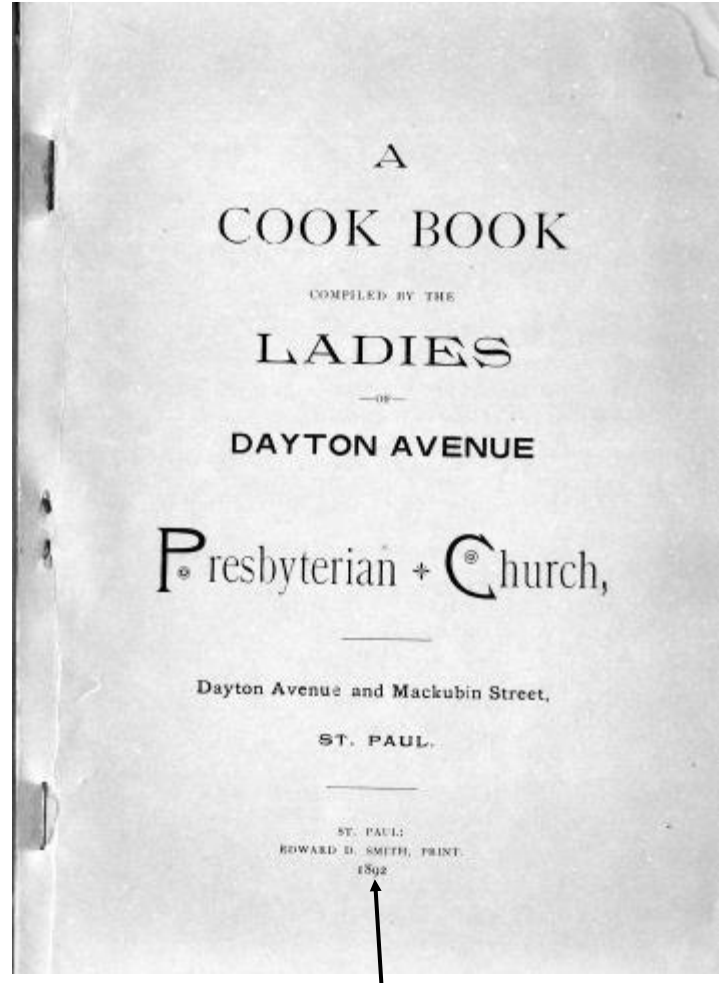 A
COOK BOOK
COMPILED BY THE
LADIES
—OF—
DAYTON AVENUE
Presbyterian + Church,
Dayton Avenue and Mackubin Street,
ST. PAUL.
ST. PAUL:
EDWARD D. SMITH, PRINT.
1892